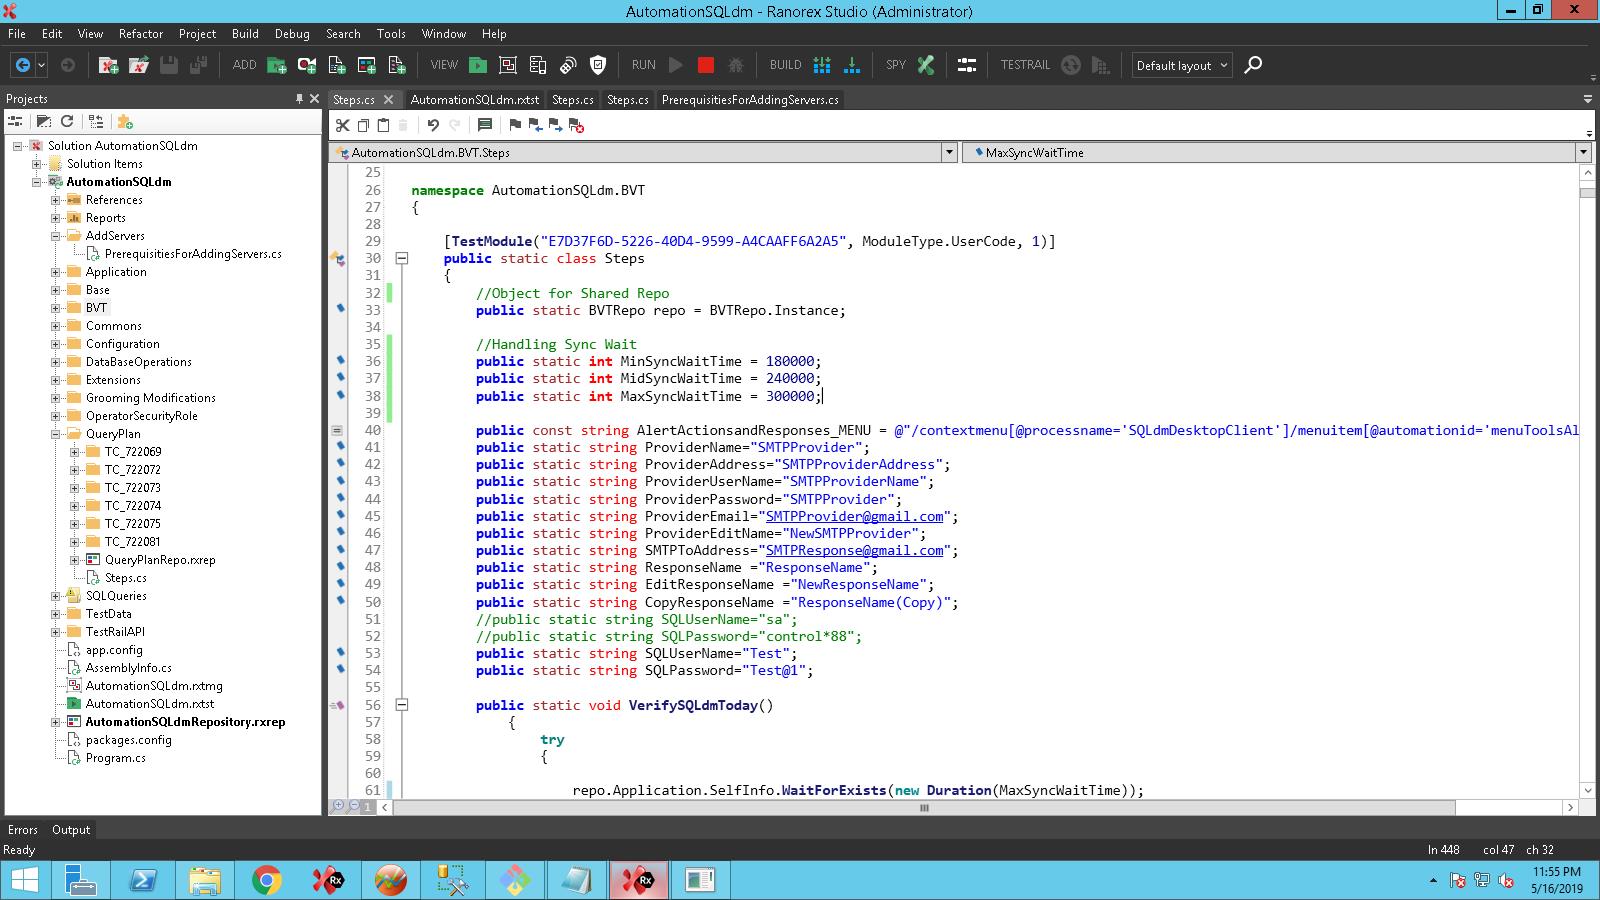 AutomationSQLdm - Ranorex Studio (Administrator)
File Edit View Refactor Project Build Debug Search Tools Window Help
ADD VIEW RUN BUILD SPY TESTRAIL Default layout
Projects
Steps.cs AutomationSQLdm.rxtst Steps.cs Steps.cs PrerequisitiesForAddingServers.cs
AutomationSQLdm.BVT.Steps MaxSyncWaitTime
Solution AutomationSQLdm
Solution Items
AutomationSQLdm
References
Reports
AddServers
PrerequisitiesForAddingServers.cs
Application
Base
BVT
Commons
Configuration
DataBaseOperations
Extensions
Grooming Modifications
OperatorSecurityRole
QueryPlan
TC_722069
TC_722072
TC_722073
TC_722074
TC_722075
TC_722081
QueryPlanRepo.rxrep
Steps.cs
SQLQueries
TestData
TestRailAPI
app.config
AssemblyInfo.cs
AutomationSQLdm.rxtmg
AutomationSQLdm.rxtst
AutomationSQLdmRepository.rxrep
packages.config
Program.cs
25
26 namespace AutomationSQLdm.BVT
27 {
28
29 [TestModule("E7D37F6D-5226-40D4-9599-A4CAAFF6A2A5", ModuleType.UserCode, 1)]
30 public static class Steps
31 {
32 //Object for Shared Repo
33 public static BVTRepo repo = BVTRepo.Instance;
34
35 //Handling Sync Wait
36 public static int MinSyncWaitTime = 180000;
37 public static int MidSyncWaitTime = 240000;
38 public static int MaxSyncWaitTime = 300000;
39
40 public const string AlertActionsandResponses_MENU = @"/contextmenu[@processname='SQLdmDesktopClient']/menuitem[@automationid='menuToolsAl
41 public static string ProviderName="SMTPProvider";
42 public static string ProviderAddress="SMTPProviderAddress";
43 public static string ProviderUserName="SMTPProviderName";
44 public static string ProviderPassword="SMTPProvider";
45 public static string ProviderEmail="SMTPProvider@gmail.com";
46 public static string ProviderEditName="NewSMTPProvider";
47 public static string SMTPToAddress="SMTPResponse@gmail.com";
48 public static string ResponseName ="ResponseName";
49 public static string EditResponseName ="NewResponseName";
50 public static string CopyResponseName ="ResponseName(Copy)";
51 //public static string SQLUserName="sa";
52 //public static string SQLPassword="control*88";
53 public static string SQLUserName="Test";
54 public static string SQLPassword="Test@1";
55
56 public static void VerifySQLdmToday()
57 {
58 try
59 {
60
61 repo.Application.SelfInfo.WaitForExists(new Duration(MaxSyncWaitTime));
1
Errors Output
Ready ln 448 col 47 ch 32
11:55 PM
5/16/2019